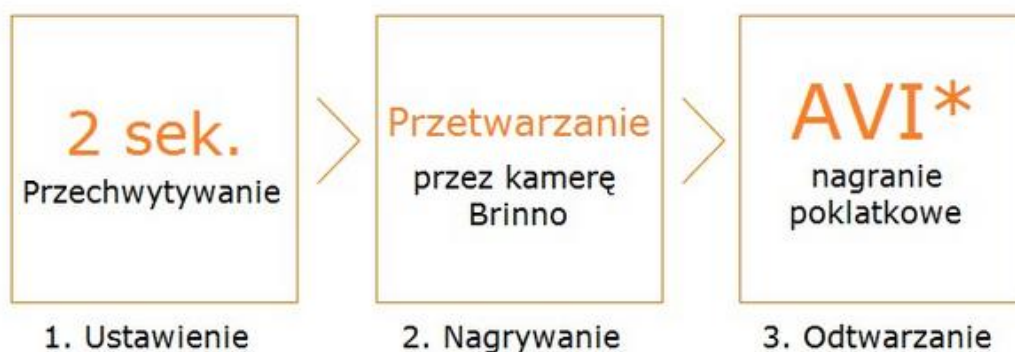 2 sek.
Przechwytywanie
1. Ustawienie
Przetwarzanie
przez kamerę
Brinno
2. Nagrywanie
AVI*
nagranie
poklatkowe
3. Odtwarzanie